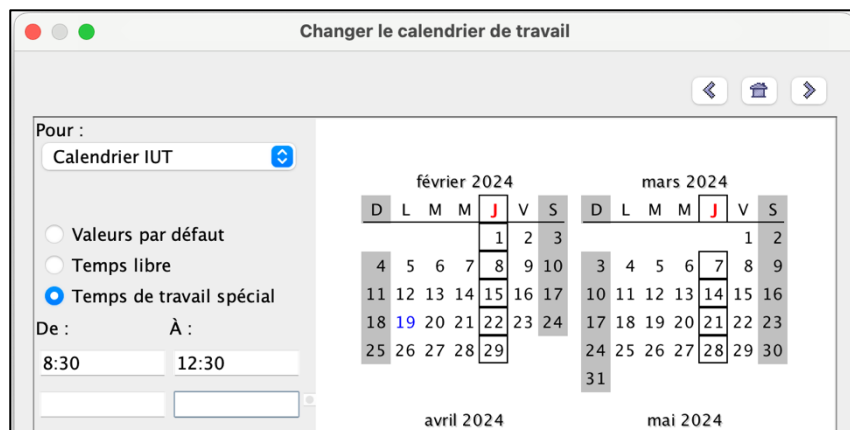 Changer le calendrier de travail
Pour :
Calendrier IUT
Valeurs par défaut
Temps libre
Temps de travail spécial
De : À :
8:30 12:30
février 2024 mars 2024
D L M M J V S D L M M J V S
1 2 3 1 2
4 5 6 7 8 9 10 3 4 5 6 7 8 9
11 12 13 14 15 16 17 10 11 12 13 14 15 16
18 19 20 21 22 23 24 17 18 19 20 21 22 23
25 26 27 28 29 24 25 26 27 28 29 30
31
avril 2024 mai 2024